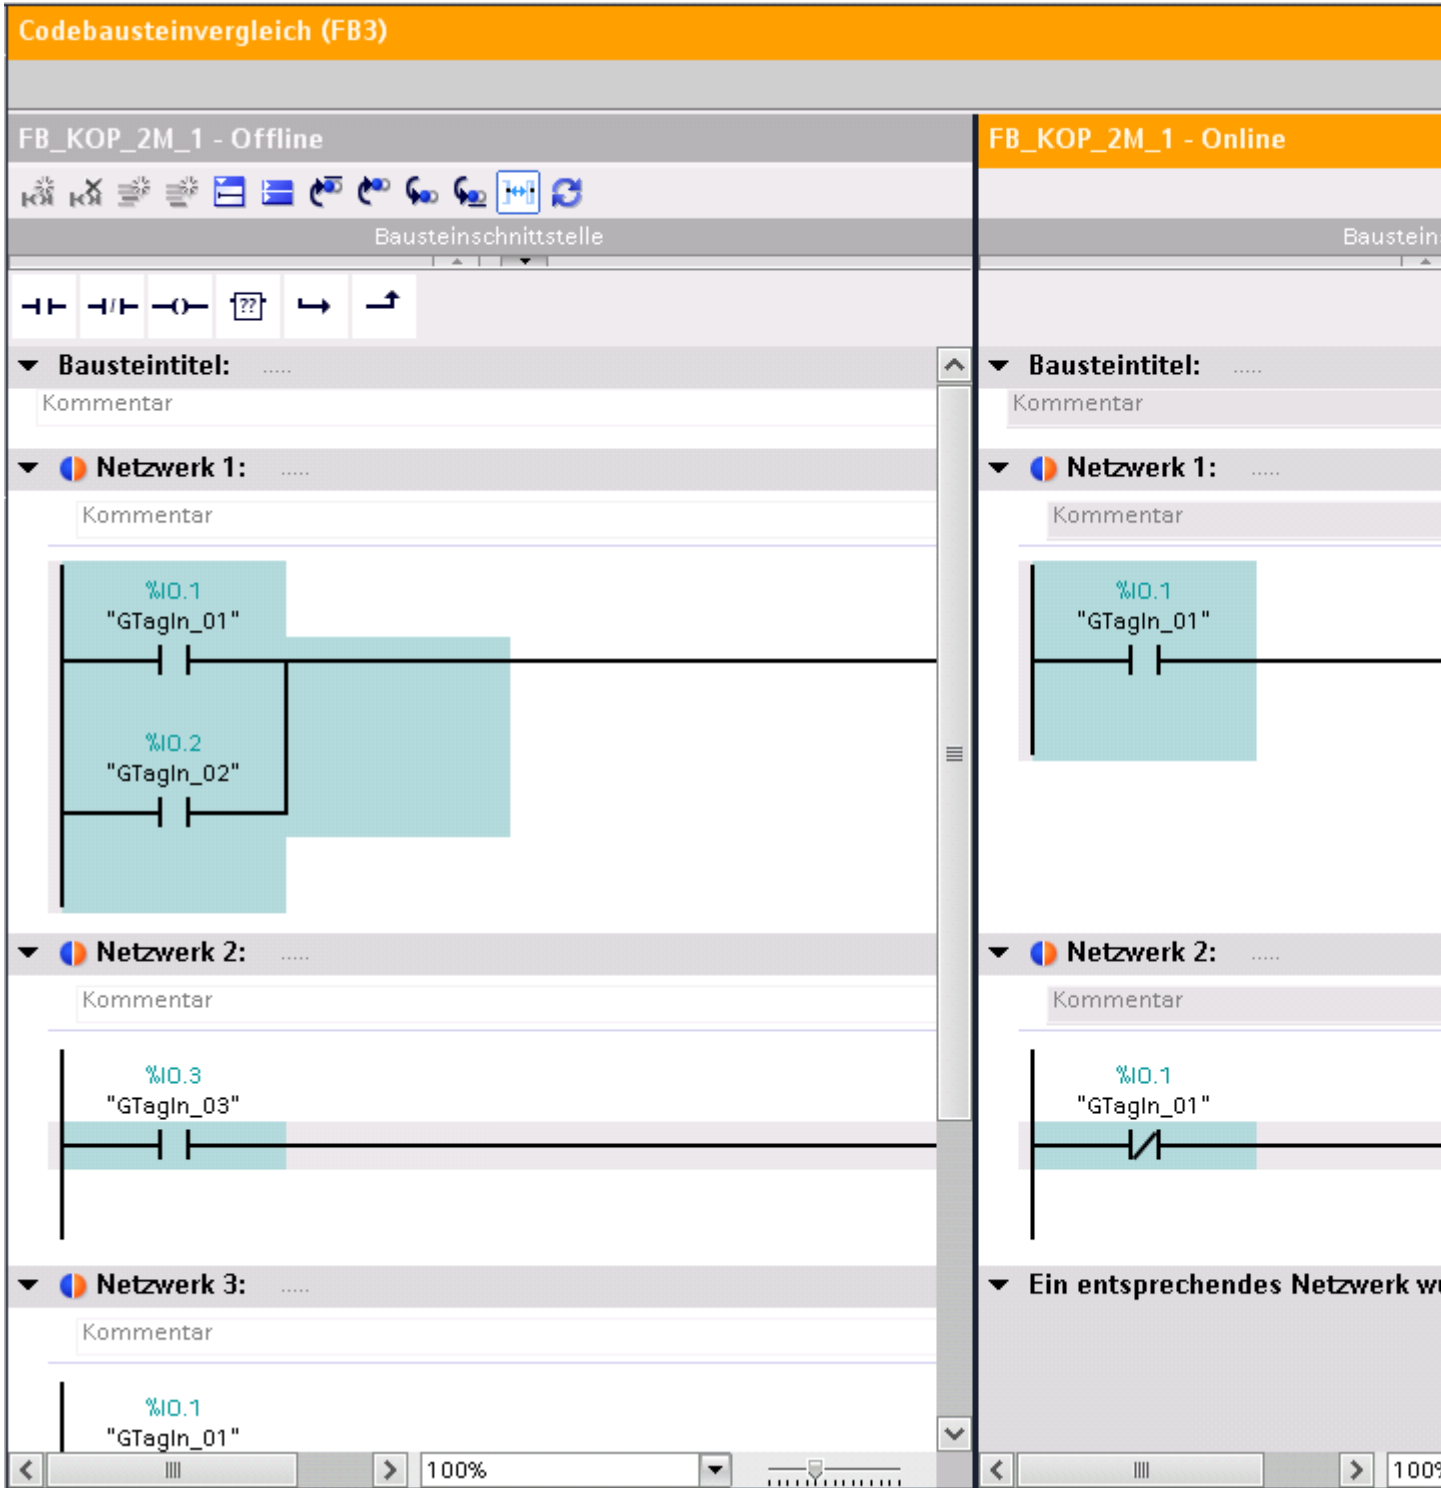 Codebausteinvergleich (FB3)
FB_KOP_2M_1 - Offline
Bausteinschnittstelle
??
Bausteintitel: .....
Kommentar
Netzwerk 1: .....
Kommentar
%I0.1
"GTagIn_01"
%I0.2
"GTagIn_02"
Netzwerk 2: .....
Kommentar
%I0.3
"GTagIn_03"
Netzwerk 3: .....
Kommentar
%I0.1
"GTagIn_01"
100%
FB_KOP_2M_1 - Online
Baustein
Bausteintitel: .....
Kommentar
Netzwerk 1: .....
Kommentar
%I0.1
"GTagIn_01"
Netzwerk 2: .....
Kommentar
%I0.1
"GTagIn_01"
Ein entsprechendes Netzwerk
100%